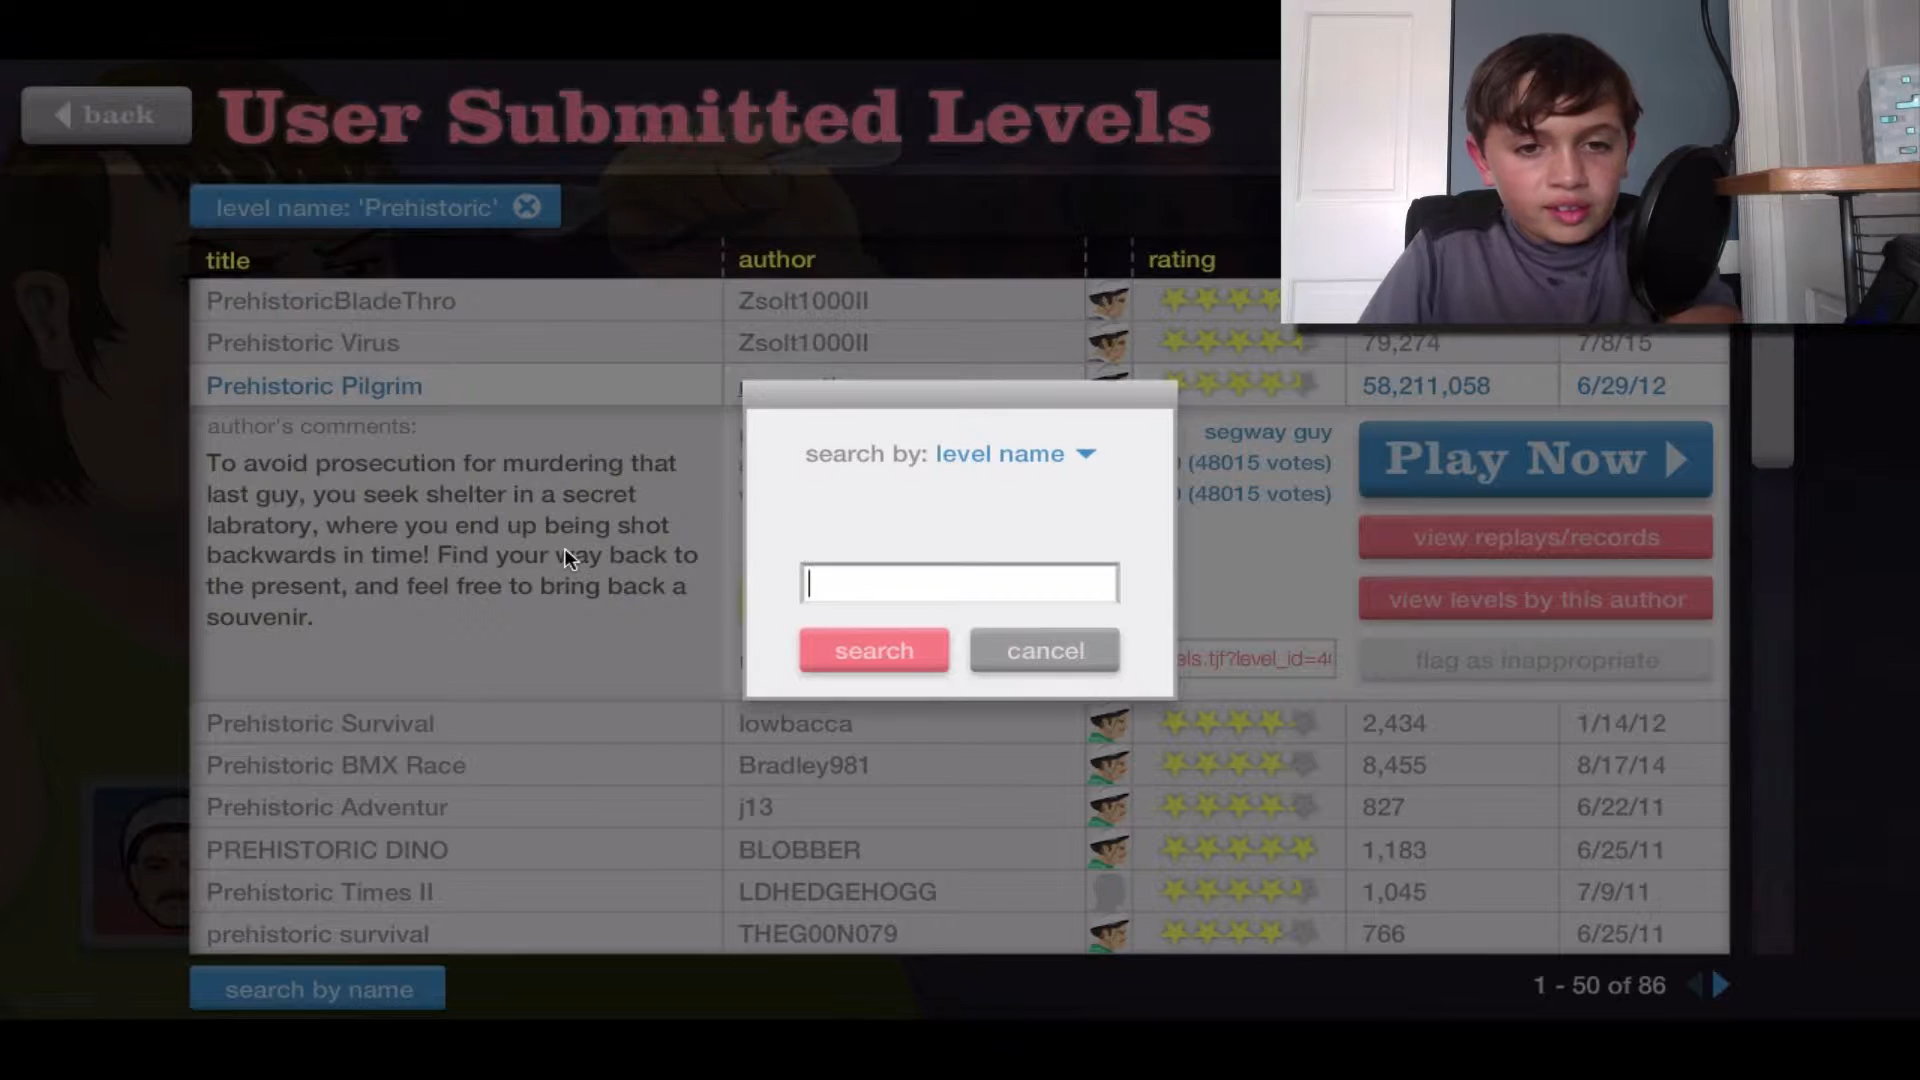 back
User Submitted Levels
level name: 'Prehistoric'
title author rating
PrehistoricBladeThro Zsolt1000II
Prehistoric Virus Zsolt1000II 79,274 7/8/15
Prehistoric Pilgrim 58,211,058 6/29/12
author's comments:
To avoid prosecution for murdering that
last guy, you seek shelter in a secret
labratory, where you end up being shot
backwards in time! Find your way back to
the present, and feel free to bring back a
souvenir.
segway guy
(48015 votes)
(48015 votes)
els.tjf?level_id=4
Play Now
view replays/records
view levels by this author
flag as inappropriate
search by: level name
search cancel
Prehistoric Survival lowbacca 2,434 1/14/12
Prehistoric BMX Race Bradley981 8,455 8/17/14
Prehistoric Adventur j13 827 6/22/11
PREHISTORIC DINO BLOBBER 1,183 6/25/11
Prehistoric Times II LDHEDGEHOGG 1,045 7/9/11
prehistoric survival THEG00N079 766 6/25/11
search by name
1 - 50 of 86